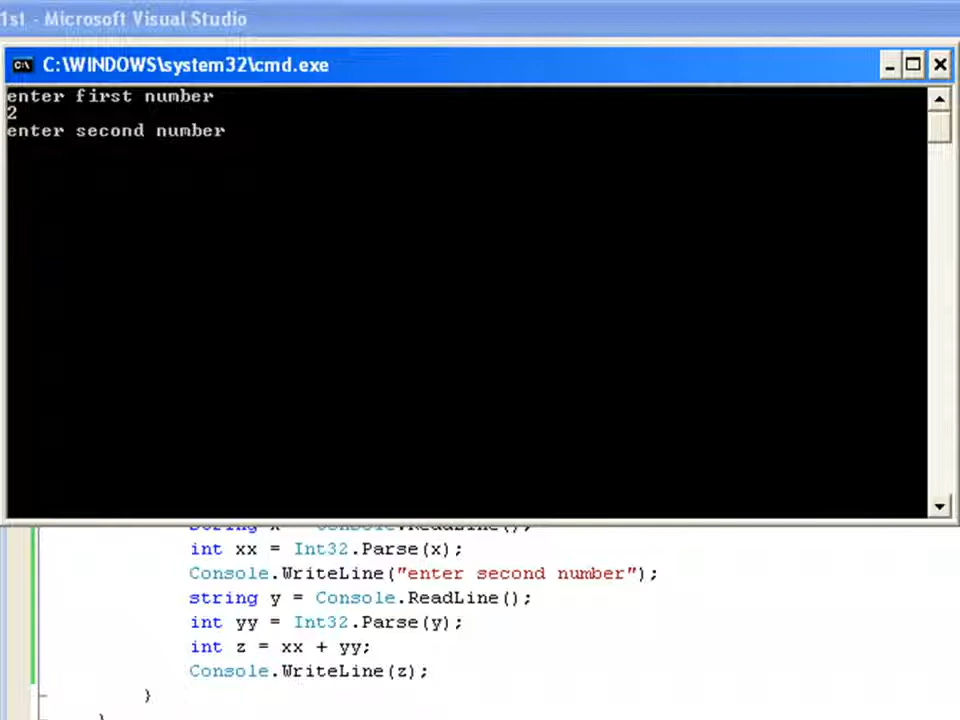 1st - Microsoft Visual Studio
C:\WINDOWS\system32\cmd.exe
enter first number
2
enter second number
string x = Console.ReadLine();
int xx = Int32.Parse(x);
Console.WriteLine("enter second number");
string y = Console.ReadLine();
int yy = Int32.Parse(y);
int z = xx + yy;
Console.WriteLine(z);
}
}